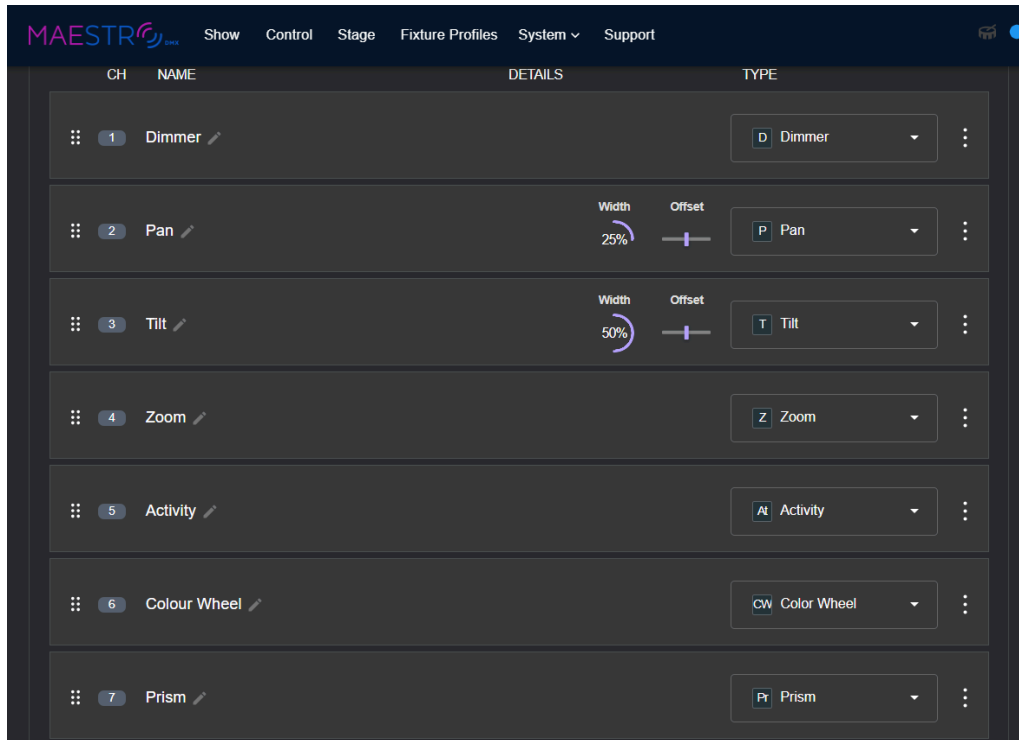 MAESTRO DMX Show Control Stage Fixture Profiles System Support
CH NAME DETAILS TYPE
1 Dimmer D Dimmer
Width Offset
2 Pan 25% P Pan
Width Offset
3 Tilt 50% T Tilt
4 Zoom Z Zoom
5 Activity At Activity
6 Colour Wheel CW Color Wheel
7 Prism Pr Prism